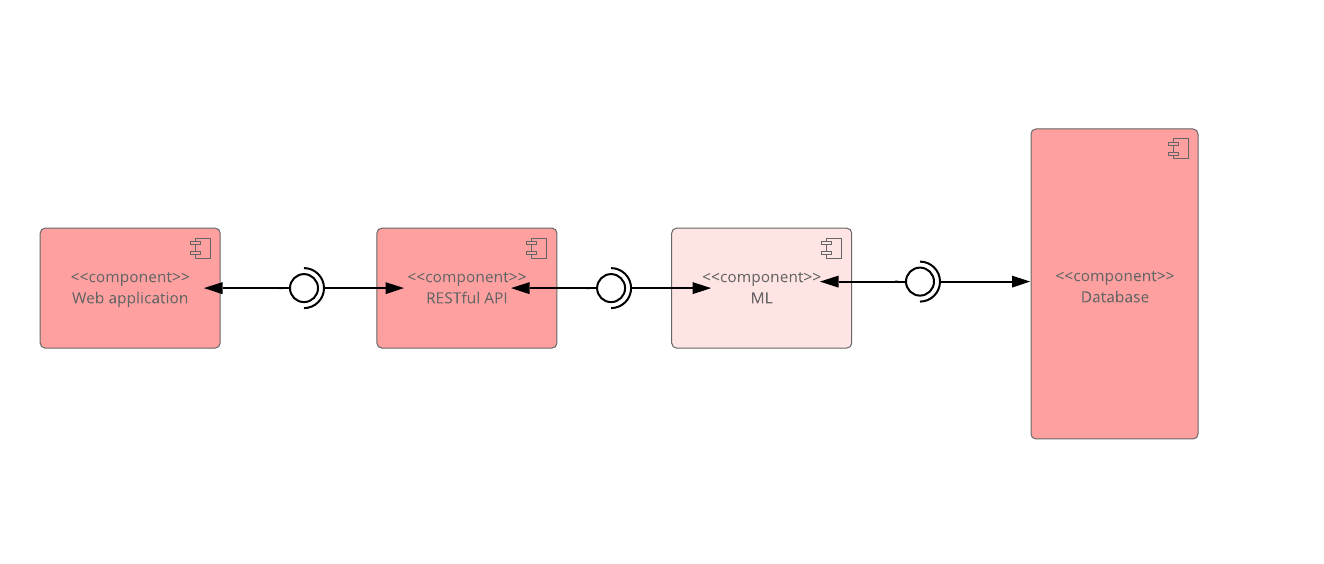 <<component>>
Web application
<<component>>
RESTful API
<<component>>
ML
<<component>>
Database